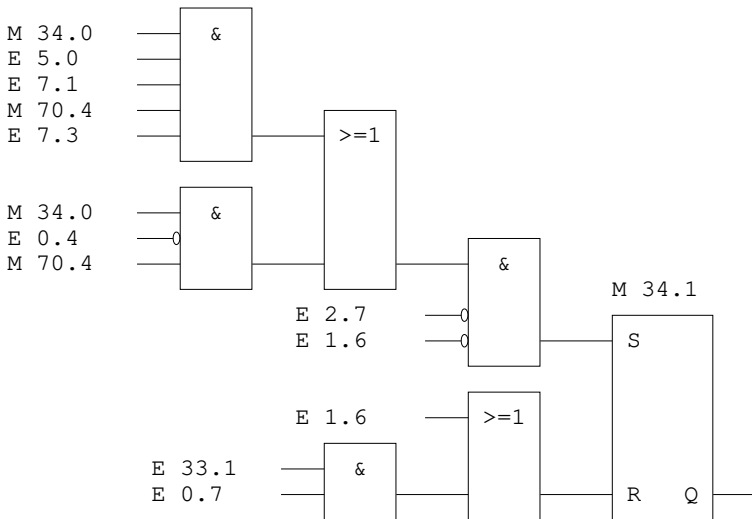 M 34.0 &
E 5.0
E 7.1
M 70.4
E 7.3 >=1
M 34.0 &
E 0.4
M 70.4 &
M 34.1
E 2.7
E 1.6 S
E 1.6 >=1
E 33.1 &
E 0.7 R Q